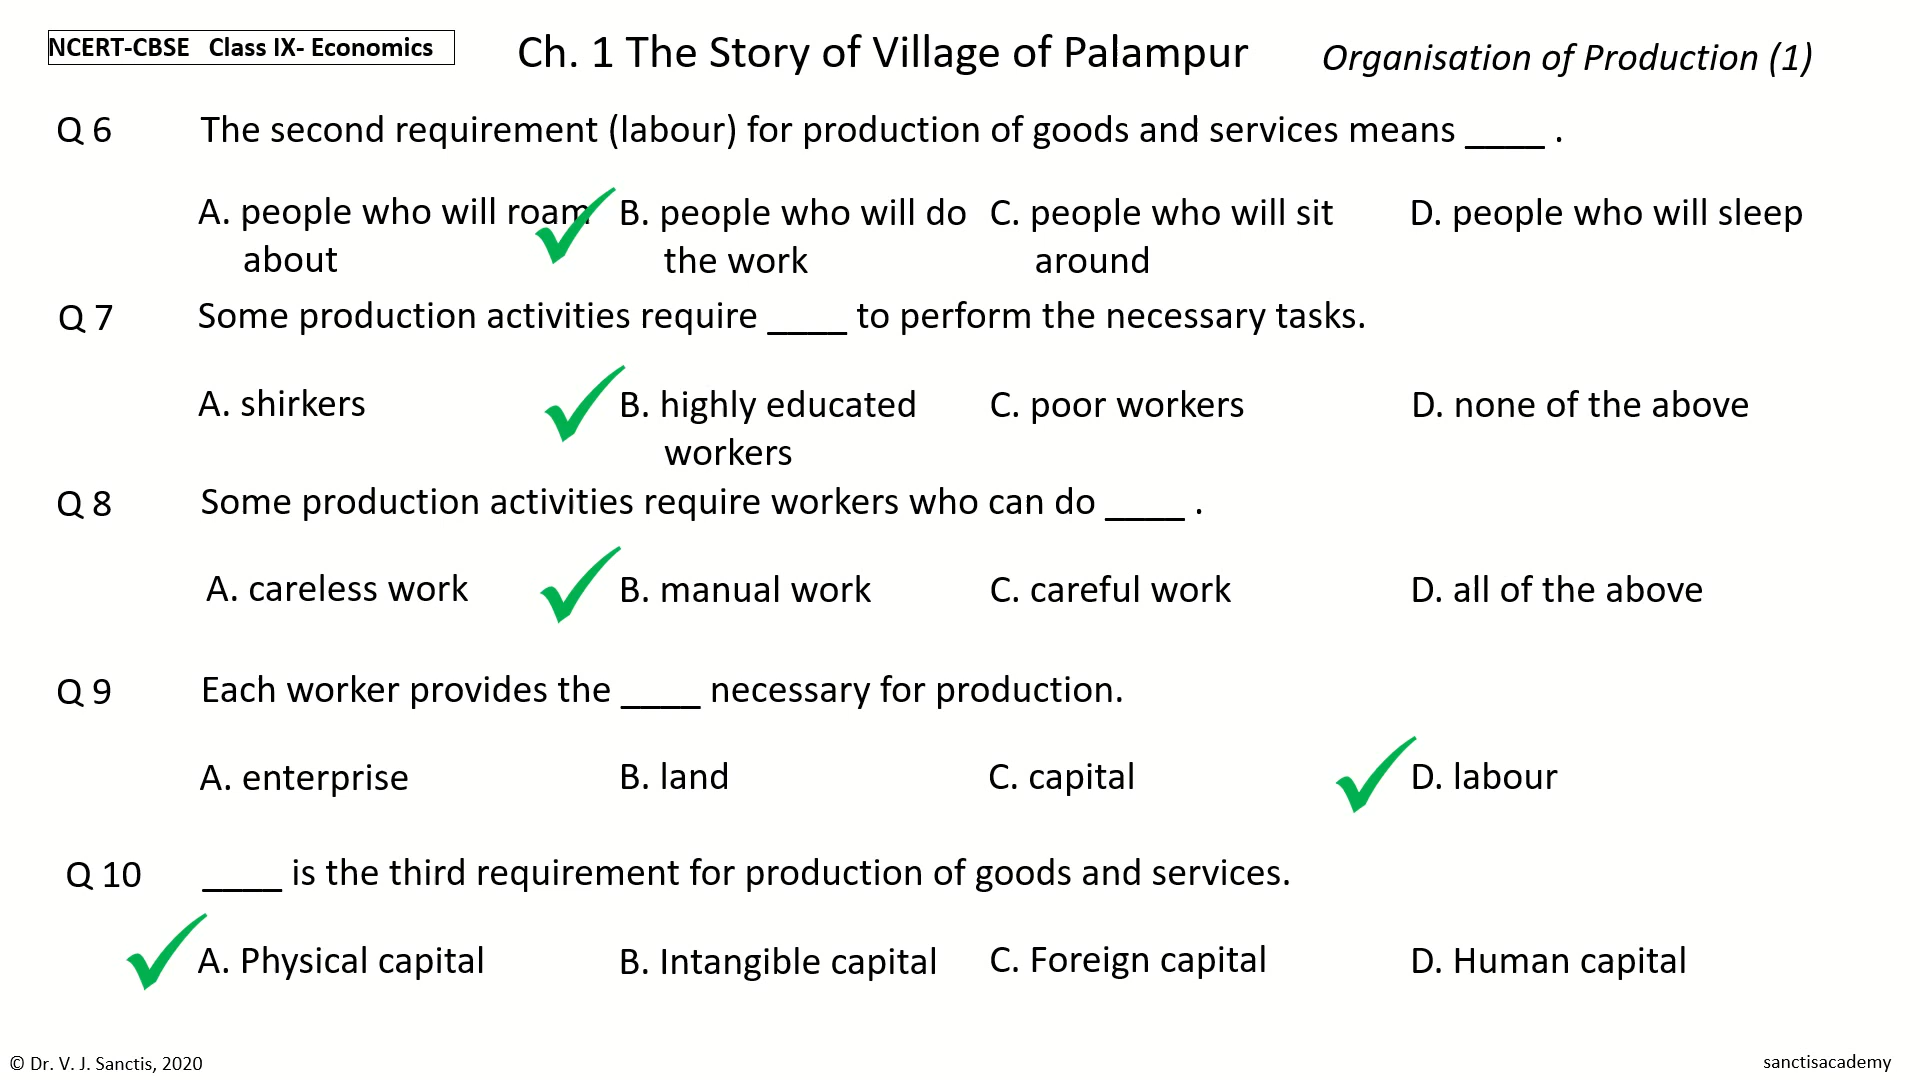 NCERT-CBSE Class IX- Economics
Ch. 1 The Story of Village of Palampur
Organisation of Production (1)
Q 6 The second requirement (labour) for production of goods and services means ____ .
A. people who will roam about
B. people who will do the work
C. people who will sit around
D. people who will sleep
Q 7 Some production activities require ____ to perform the necessary tasks.
A. shirkers
B. highly educated workers
C. poor workers
D. none of the above
Q 8 Some production activities require workers who can do ____ .
A. careless work
B. manual work
C. careful work
D. all of the above
Q 9 Each worker provides the ____ necessary for production.
A. enterprise
B. land
C. capital
D. labour
Q 10 ____ is the third requirement for production of goods and services.
A. Physical capital
B. Intangible capital
C. Foreign capital
D. Human capital
© Dr. V. J. Sanctis, 2020
sanctisacademy